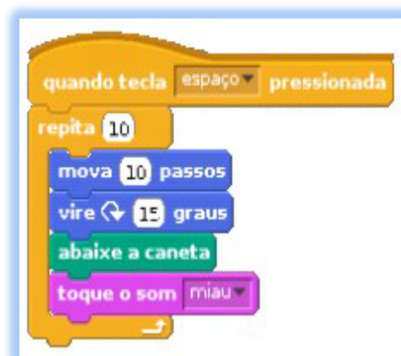 quando tecla espaço pressionada
repita 10
mova 10 passos
vire 15 graus
abaixe a caneta
toque o som miau